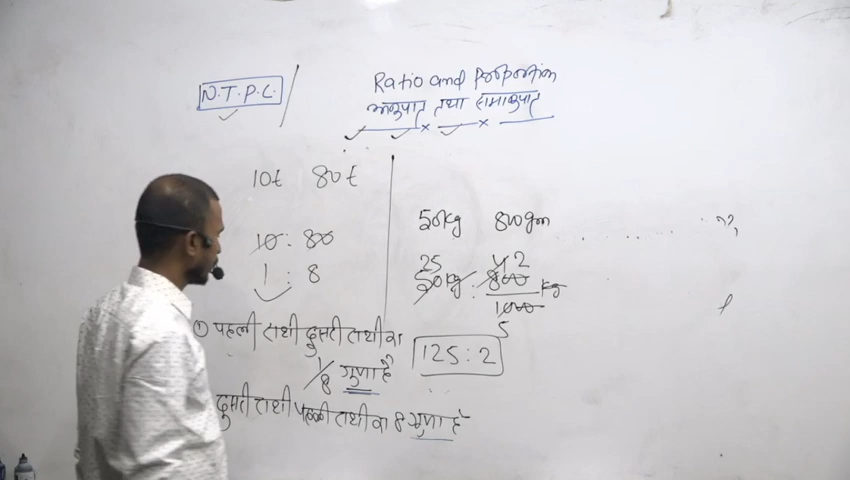 N.T.P.C.
Ratio and Proportion
अनुपात तथा समानुपात
10t 80t
10 : 80
1 : 8
① पहली राशी दुसरी राशी का
1/8 गुणा है
दुसरी राशी पहली राशी का 8 गुणा है
50kg 800gm
25 4 2
50kg : 800
1000 kg
5
125 : 2